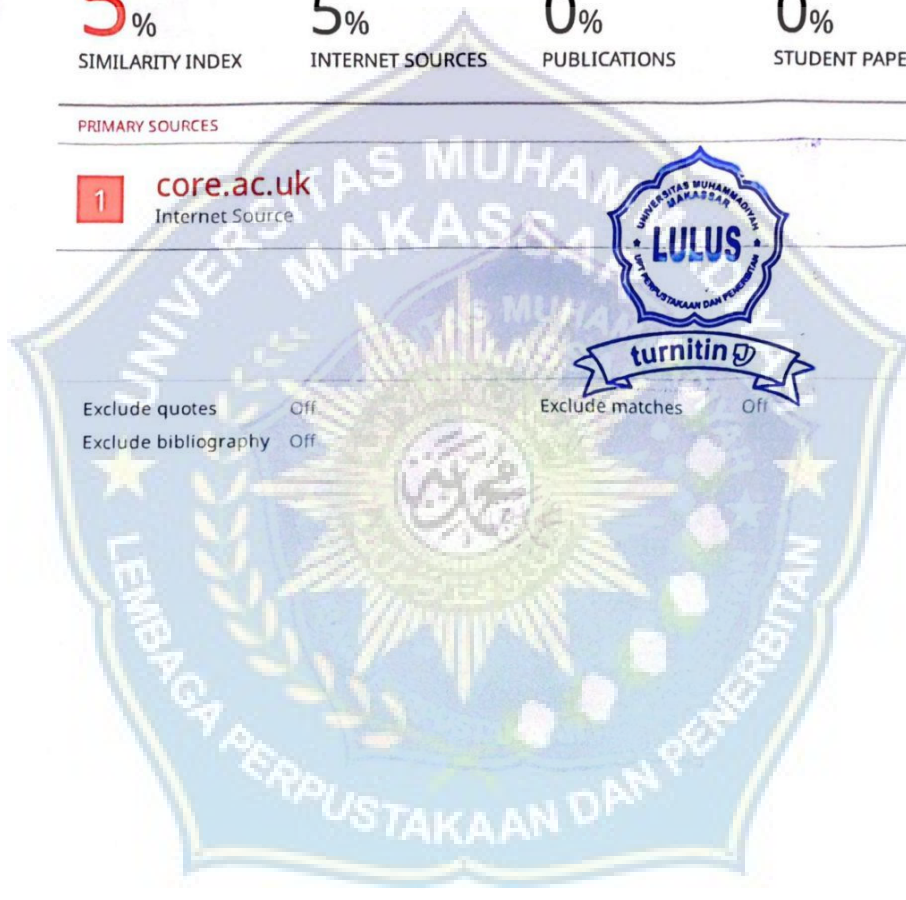 5% 5% 0% 0%
SIMILARITY INDEX INTERNET SOURCES PUBLICATIONS STUDENT PAPE
PRIMARY SOURCES
1 core.ac.uk
Internet Source
UNIVERSITAS MUHAMMADIYAH
MAKASSAR
LULUS
UPT PERPUSTAKAAN DAN PENERBITAN
turnitin
Exclude quotes Off Exclude matches Off
Exclude bibliography Off
UNIVERSITAS MUHAMMADIYAH
MAKASSAR
LEMBAGA PERPUSTAKAAN DAN PENERBITAN